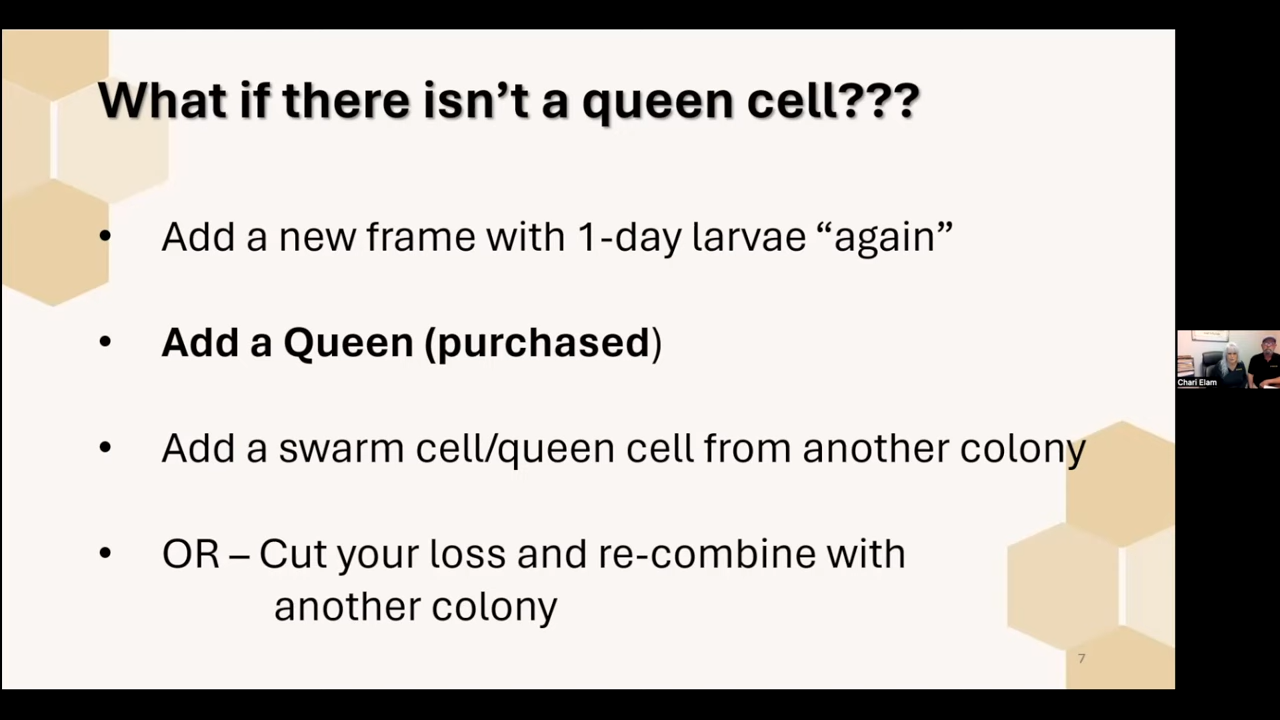 What if there isn’t a queen cell???
• Add a new frame with 1-day larvae “again”
• Add a Queen (purchased)
• Add a swarm cell/queen cell from another colony
• OR – Cut your loss and re-combine with
another colony
7
Chari Elam